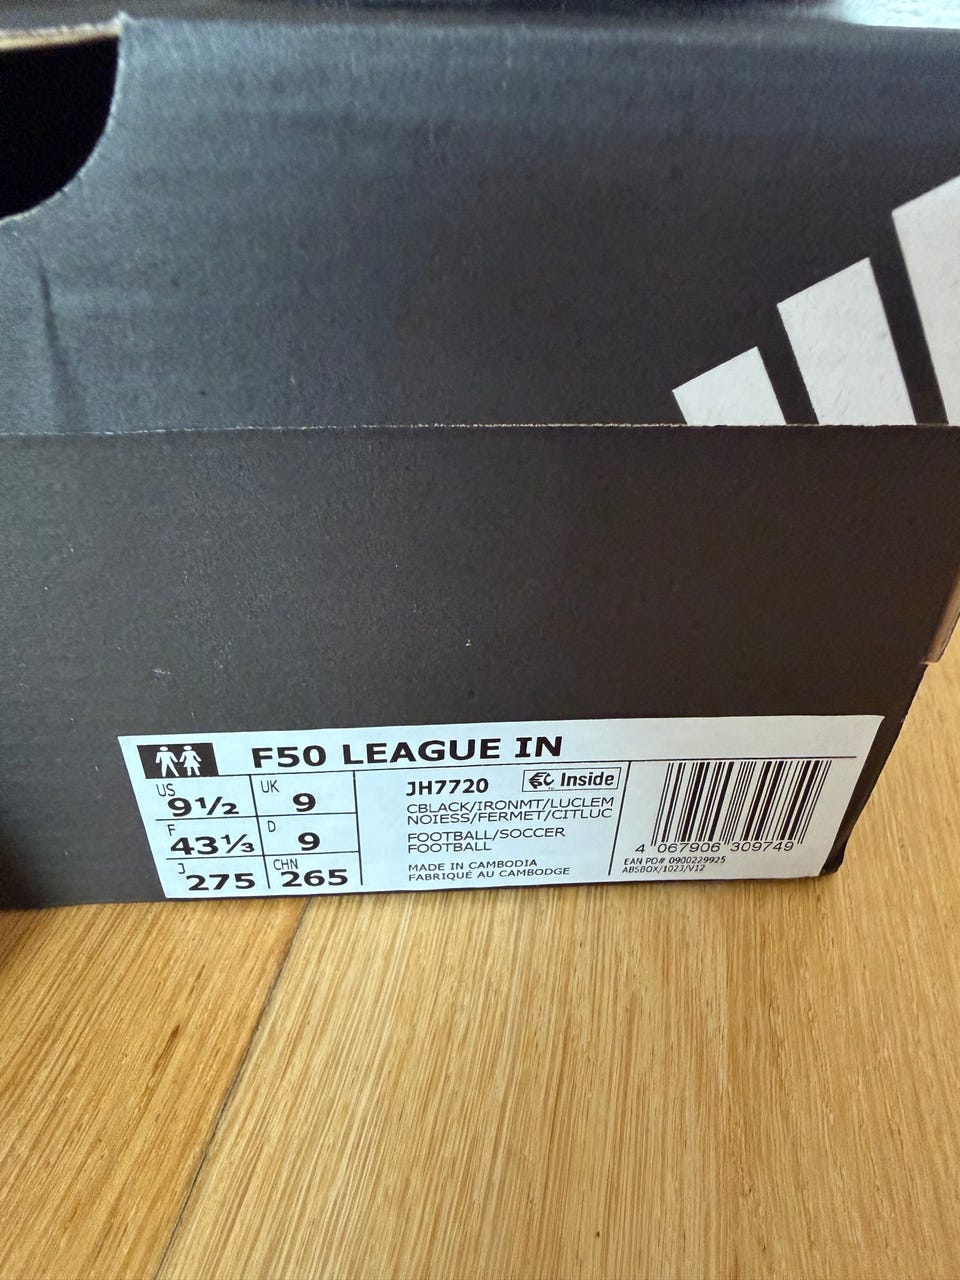 F50 LEAGUE IN
US 9½ UK 9
F 43⅓ D 9
J 275 CHN 265
JH7720 Inside
CBLACK/IRONMT/LUCLEM
NOIESS/FERMET/CITLUC
FOOTBALL/SOCCER
FOOTBALL
MADE IN CAMBODIA
FABRIQUÉ AU CAMBODGE
4 067906 309749
EAN PO# 0900229925
ABSBOX/1023/V12